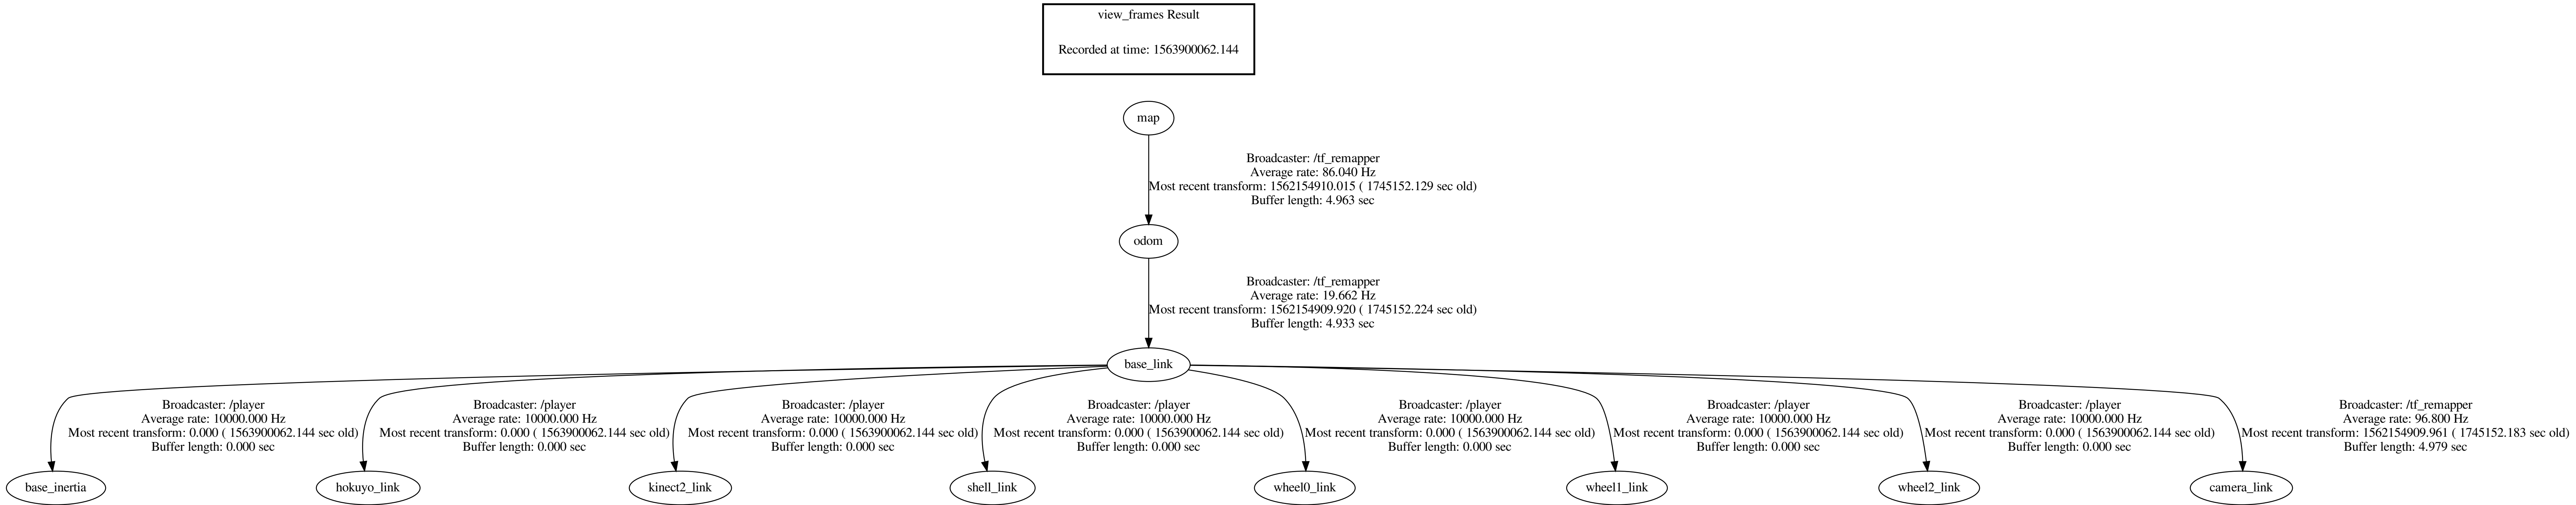 view_frames Result
Recorded at time: 1563900062.144
map
Broadcaster: /tf_remapper
Average rate: 86.040 Hz
Most recent transform: 1562154910.015 ( 1745152.129 sec old)
Buffer length: 4.963 sec
odom
Broadcaster: /tf_remapper
Average rate: 19.662 Hz
Most recent transform: 1562154909.920 ( 1745152.224 sec old)
Buffer length: 4.933 sec
base_link
Broadcaster: /player
Average rate: 10000.000 Hz
Most recent transform: 0.000 ( 1563900062.144 sec old)
Buffer length: 0.000 sec
Broadcaster: /player
Average rate: 10000.000 Hz
Most recent transform: 0.000 ( 1563900062.144 sec old)
Buffer length: 0.000 sec
Broadcaster: /player
Average rate: 10000.000 Hz
Most recent transform: 0.000 ( 1563900062.144 sec old)
Buffer length: 0.000 sec
Broadcaster: /player
Average rate: 10000.000 Hz
Most recent transform: 0.000 ( 1563900062.144 sec old)
Buffer length: 0.000 sec
Broadcaster: /player
Average rate: 10000.000 Hz
Most recent transform: 0.000 ( 1563900062.144 sec old)
Buffer length: 0.000 sec
Broadcaster: /player
Average rate: 10000.000 Hz
Most recent transform: 0.000 ( 1563900062.144 sec old)
Buffer length: 0.000 sec
Broadcaster: /player
Average rate: 10000.000 Hz
Most recent transform: 0.000 ( 1563900062.144 sec old)
Buffer length: 0.000 sec
Broadcaster: /tf_remapper
Average rate: 96.800 Hz
Most recent transform: 1562154909.961 ( 1745152.183 sec old)
Buffer length: 4.979 sec
base_inertia
hokuyo_link
kinect2_link
shell_link
wheel0_link
wheel1_link
wheel2_link
camera_link